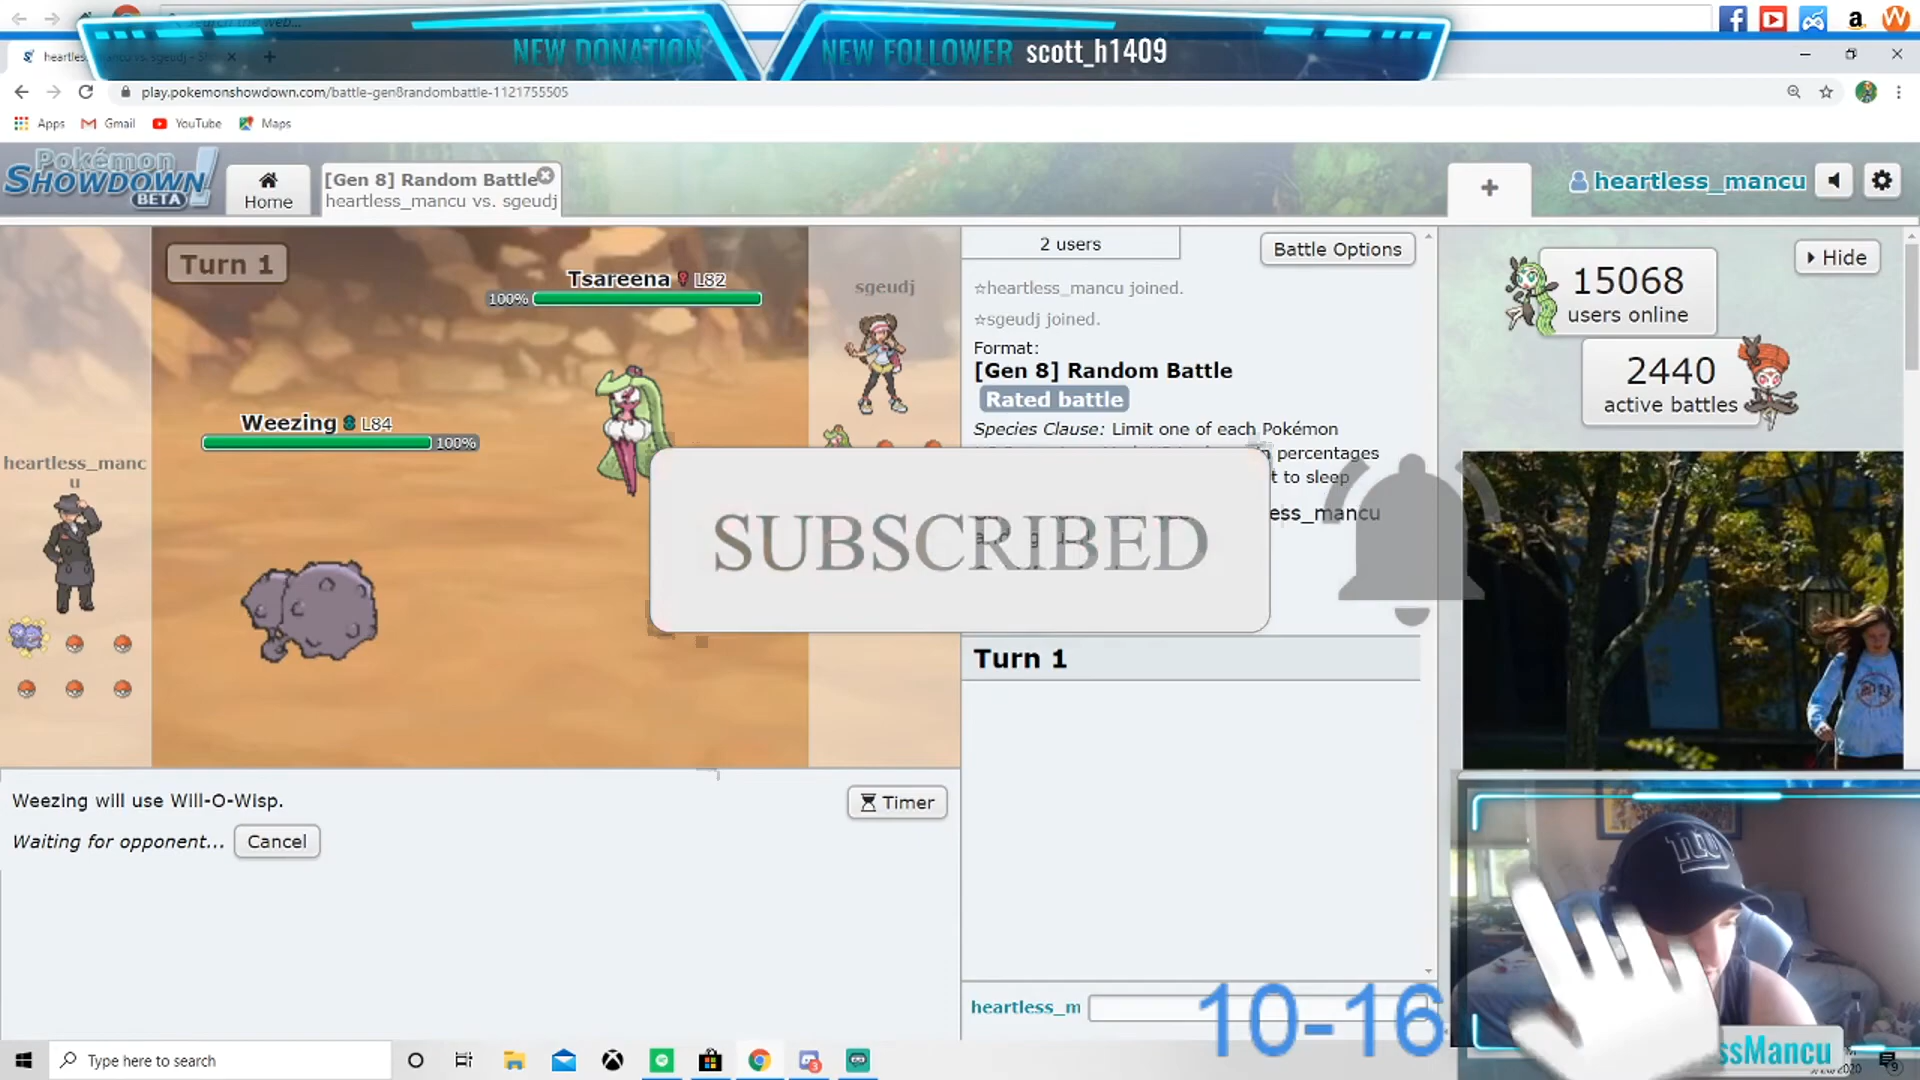 NEW DONATION
NEW FOLLOWER scott_h1409
play.pokemonshowdown.com/battle-gen8randombattle-1121755505
Apps Gmail YouTube Maps
Pokémon
SHOWDOWN!
BETA
Home
[Gen 8] Random Battle
heartless_mancu vs. sgeudj
heartless_mancu
Turn 1
Tsareena L82
100%
Weezing L84
100%
heartless_manc
u
sgeudj
2 users
Battle Options
☆heartless_mancu joined.
☆sgeudj joined.
Format:
[Gen 8] Random Battle
Rated battle
Species Clause: Limit one of each Pokémon
percentages
t to sleep
ess_mancu
SUBSCRIBED
Turn 1
15068
users online
Hide
2440
active battles
Weezing will use Will-O-Wisp.
Waiting for opponent... Cancel
Timer
heartless_m
10-16
ssMancu
Type here to search